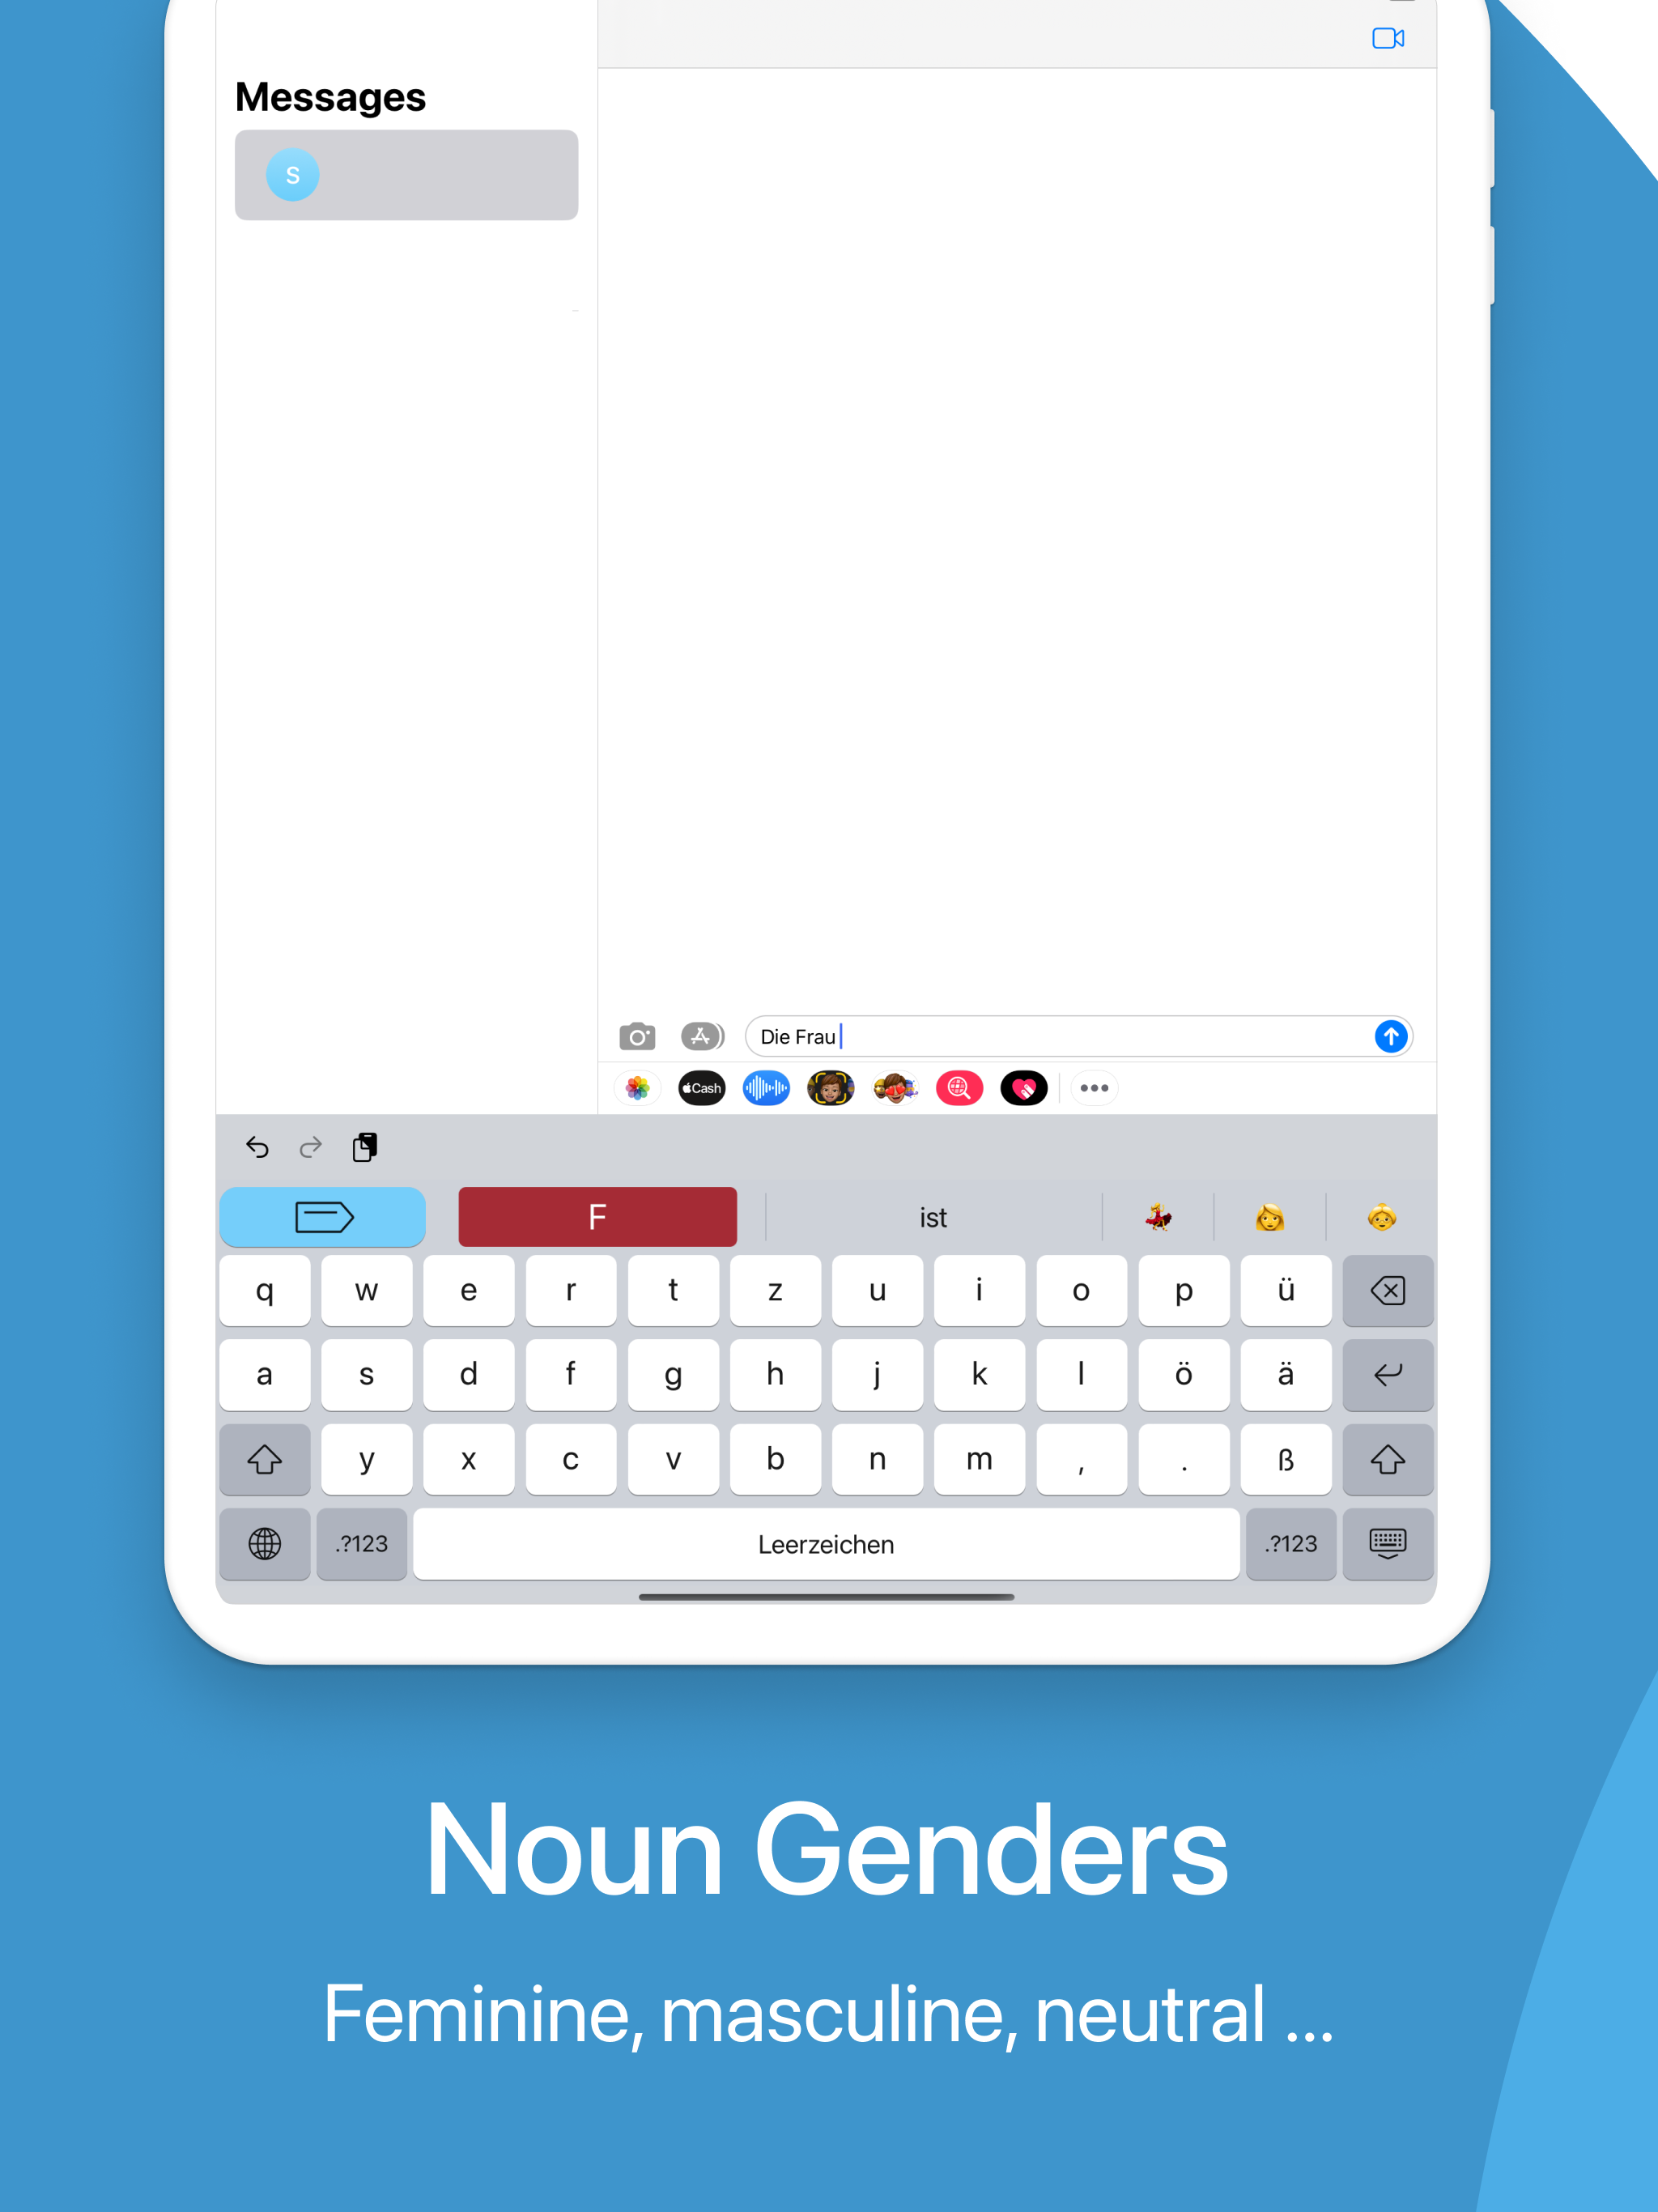 Messages
S
Die Frau
Cash
F
ist
q w e r t z u i o p ü
a s d f g h j k l ö ä
y x c v b n m , . ß
.?123 Leerzeichen .?123
Noun Genders
Feminine, masculine, neutral ...